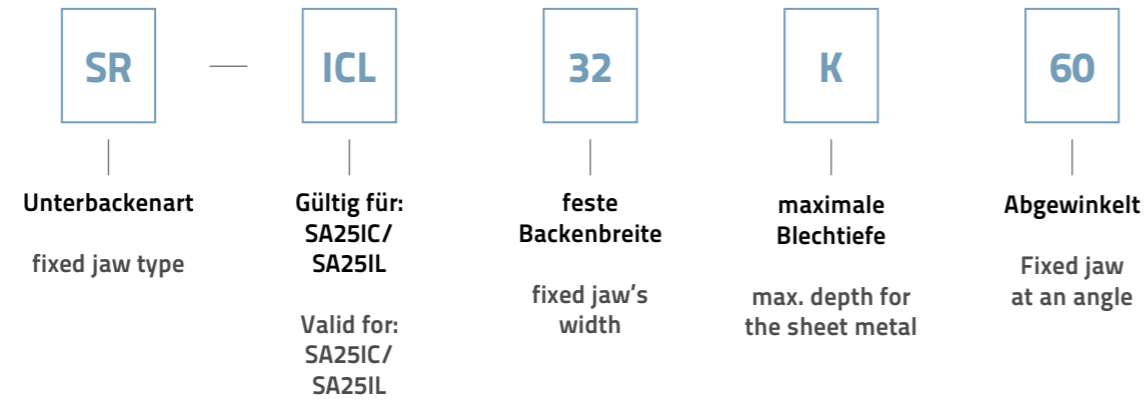 SR — ICL 32 K 60
Unterbackenart
fixed jaw type
Gültig für:
SA25IC/
SA25IL
Valid for:
SA25IC/
SA25IL
feste
Backenbreite
fixed jaw's
width
maximale
Blechtiefe
max. depth for
the sheet metal
Abgewinkelt
Fixed jaw
at an angle